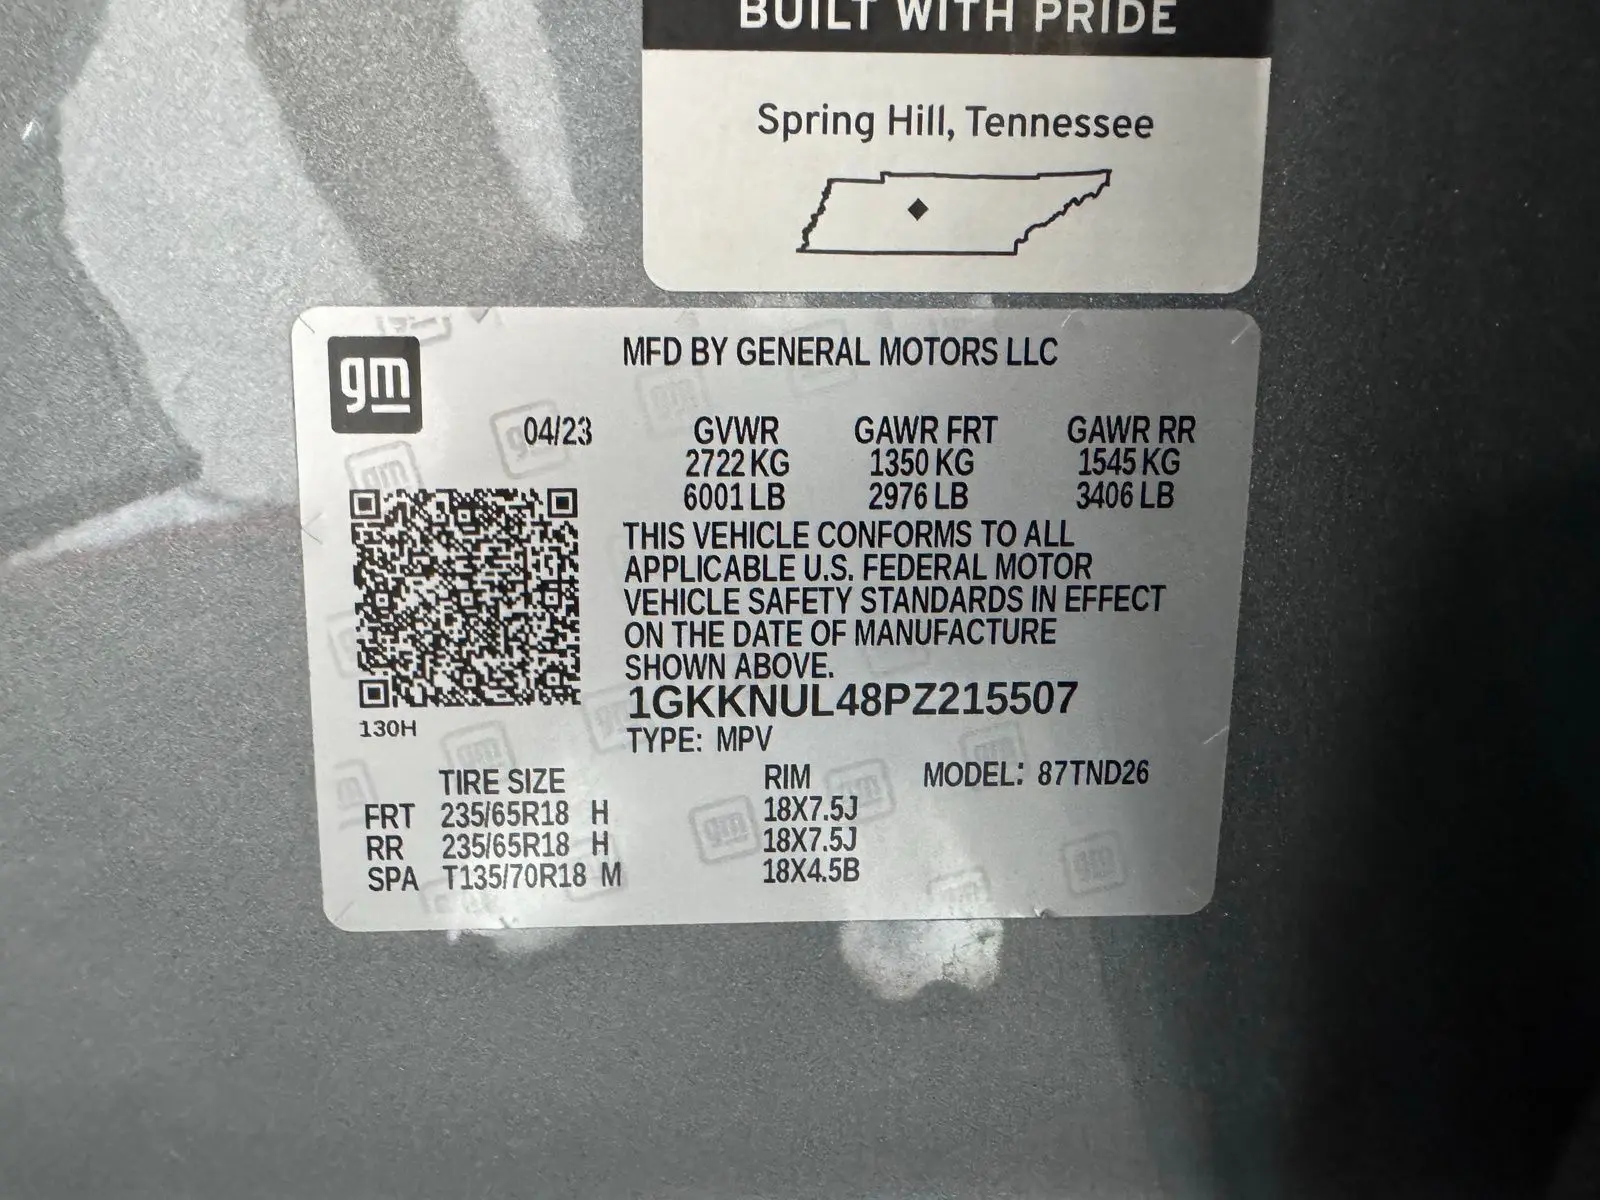 BUILT WITH PRIDE
Spring Hill, Tennessee
gm
MFD BY GENERAL MOTORS LLC
04/23
GVWR GAWR FRT GAWR RR
2722 KG 1350 KG 1545 KG
6001 LB 2976 LB 3406 LB
THIS VEHICLE CONFORMS TO ALL
APPLICABLE U.S. FEDERAL MOTOR
VEHICLE SAFETY STANDARDS IN EFFECT
ON THE DATE OF MANUFACTURE
SHOWN ABOVE.
1GKKNUL48PZ215507
130H
TYPE: MPV
TIRE SIZE RIM MODEL: 87TND26
FRT 235/65R18 H 18X7.5J
RR 235/65R18 H 18X7.5J
SPA T135/70R18 M 18X4.5B